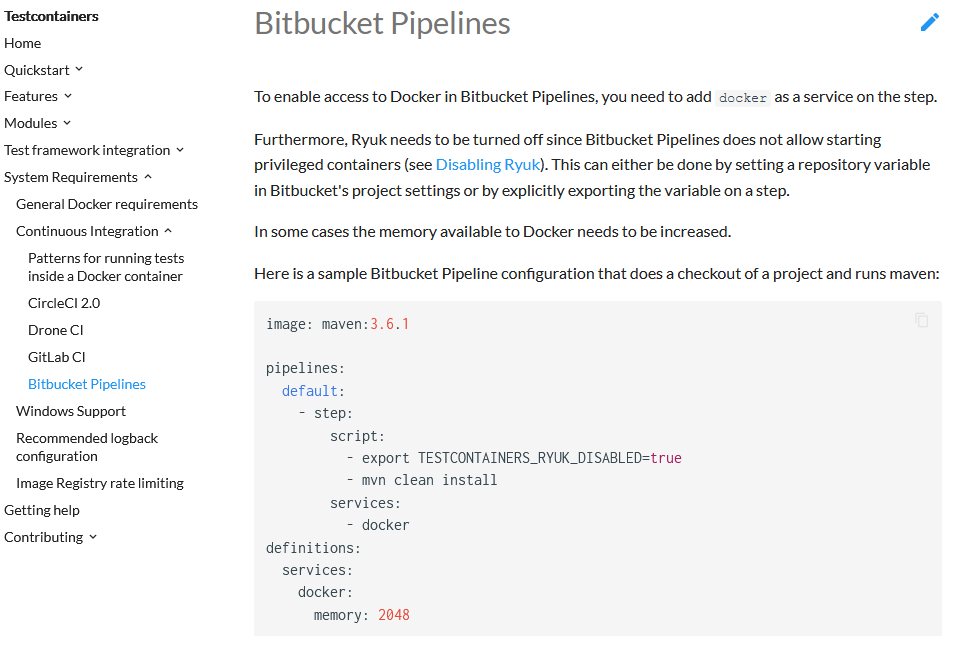 Testcontainers
Home
Quickstart
Features
Modules
Test framework integration
System Requirements
General Docker requirements
Continuous Integration
Patterns for running tests
inside a Docker container
CircleCI 2.0
Drone CI
GitLab CI
Bitbucket Pipelines
Windows Support
Recommended logback
configuration
Image Registry rate limiting
Getting help
Contributing
Bitbucket Pipelines
To enable access to Docker in Bitbucket Pipelines, you need to add docker as a service on the step.
Furthermore, Ryuk needs to be turned off since Bitbucket Pipelines does not allow starting
privileged containers (see Disabling Ryuk). This can either be done by setting a repository variable
in Bitbucket's project settings or by explicitly exporting the variable on a step.
In some cases the memory available to Docker needs to be increased.
Here is a sample Bitbucket Pipeline configuration that does a checkout of a project and runs maven:
image: maven:3.6.1
pipelines:
  default:
    - step:
        script:
          - export TESTCONTAINERS_RYUK_DISABLED=true
          - mvn clean install
        services:
          - docker
definitions:
  services:
    docker:
      memory: 2048